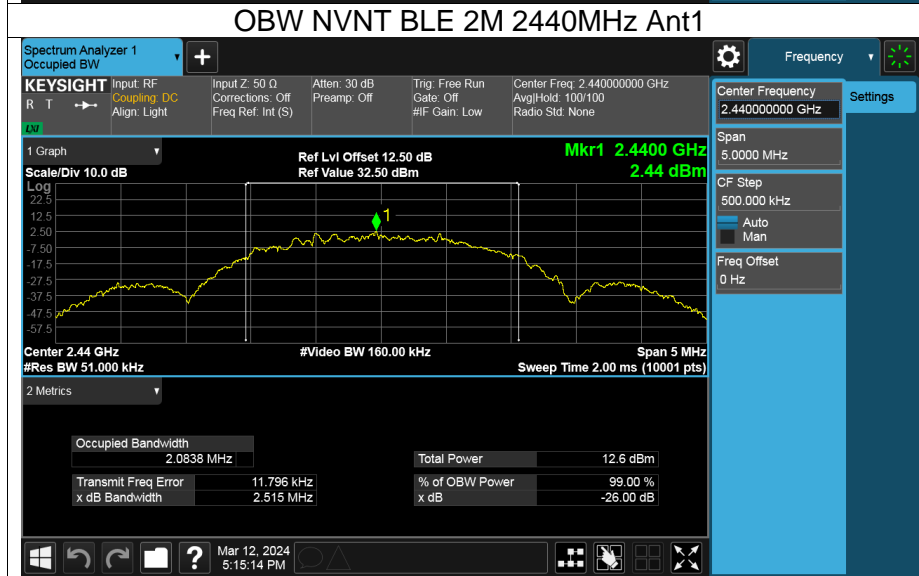 OBW NVNT BLE 2M 2440MHz Ant1
Spectrum Analyzer 1
Occupied BW
+
Frequency
KEYSIGHT
R T
LXI
Input: RF
Coupling: DC
Align: Light
Input Z: 50 Ω
Corrections: Off
Freq Ref: Int (S)
Atten: 30 dB
Preamp: Off
Trig: Free Run
Gate: Off
#IF Gain: Low
Center Freq: 2.440000000 GHz
Avg|Hold: 100/100
Radio Std: None
Center Frequency
2.440000000 GHz
Settings
Span
5.0000 MHz
CF Step
500.000 kHz
Auto
Man
Freq Offset
0 Hz
1 Graph
Ref Lvl Offset 12.50 dB
Mkr1 2.4400 GHz
Scale/Div 10.0 dB
Ref Value 32.50 dBm
2.44 dBm
Log
22.5
12.5
2.50
-7.50
-17.5
-27.5
-37.5
-47.5
-57.5
1
Center 2.44 GHz
#Video BW 160.00 kHz
Span 5 MHz
#Res BW 51.000 kHz
Sweep Time 2.00 ms (10001 pts)
2 Metrics
Occupied Bandwidth
2.0838 MHz
Total Power 12.6 dBm
Transmit Freq Error 11.796 kHz
% of OBW Power 99.00 %
x dB Bandwidth 2.515 MHz
x dB -26.00 dB
?
Mar 12, 2024
5:15:14 PM